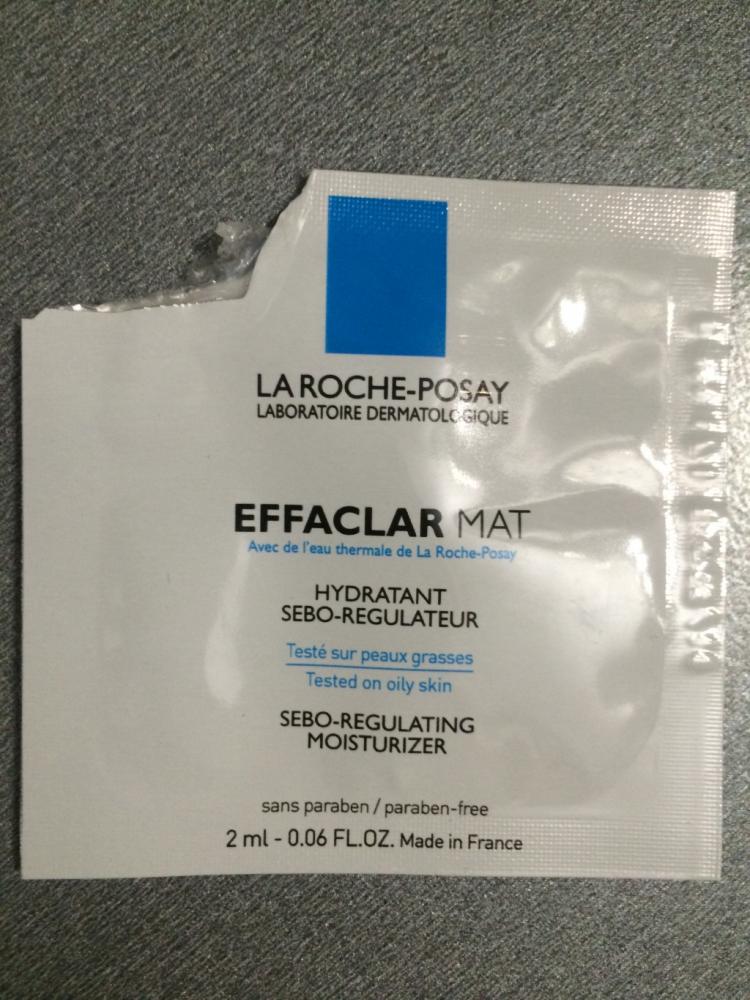 LA ROCHE-POSAY
LABORATOIRE DERMATOLOGIQUE
EFFACLAR MAT
Avec de l'eau thermale de La Roche-Posay
HYDRATANT
SEBO-REGULATEUR
Testé sur peaux grasses
Tested on oily skin
SEBO-REGULATING
MOISTURIZER
sans paraben / paraben-free
2 ml - 0.06 FL.OZ. Made in France